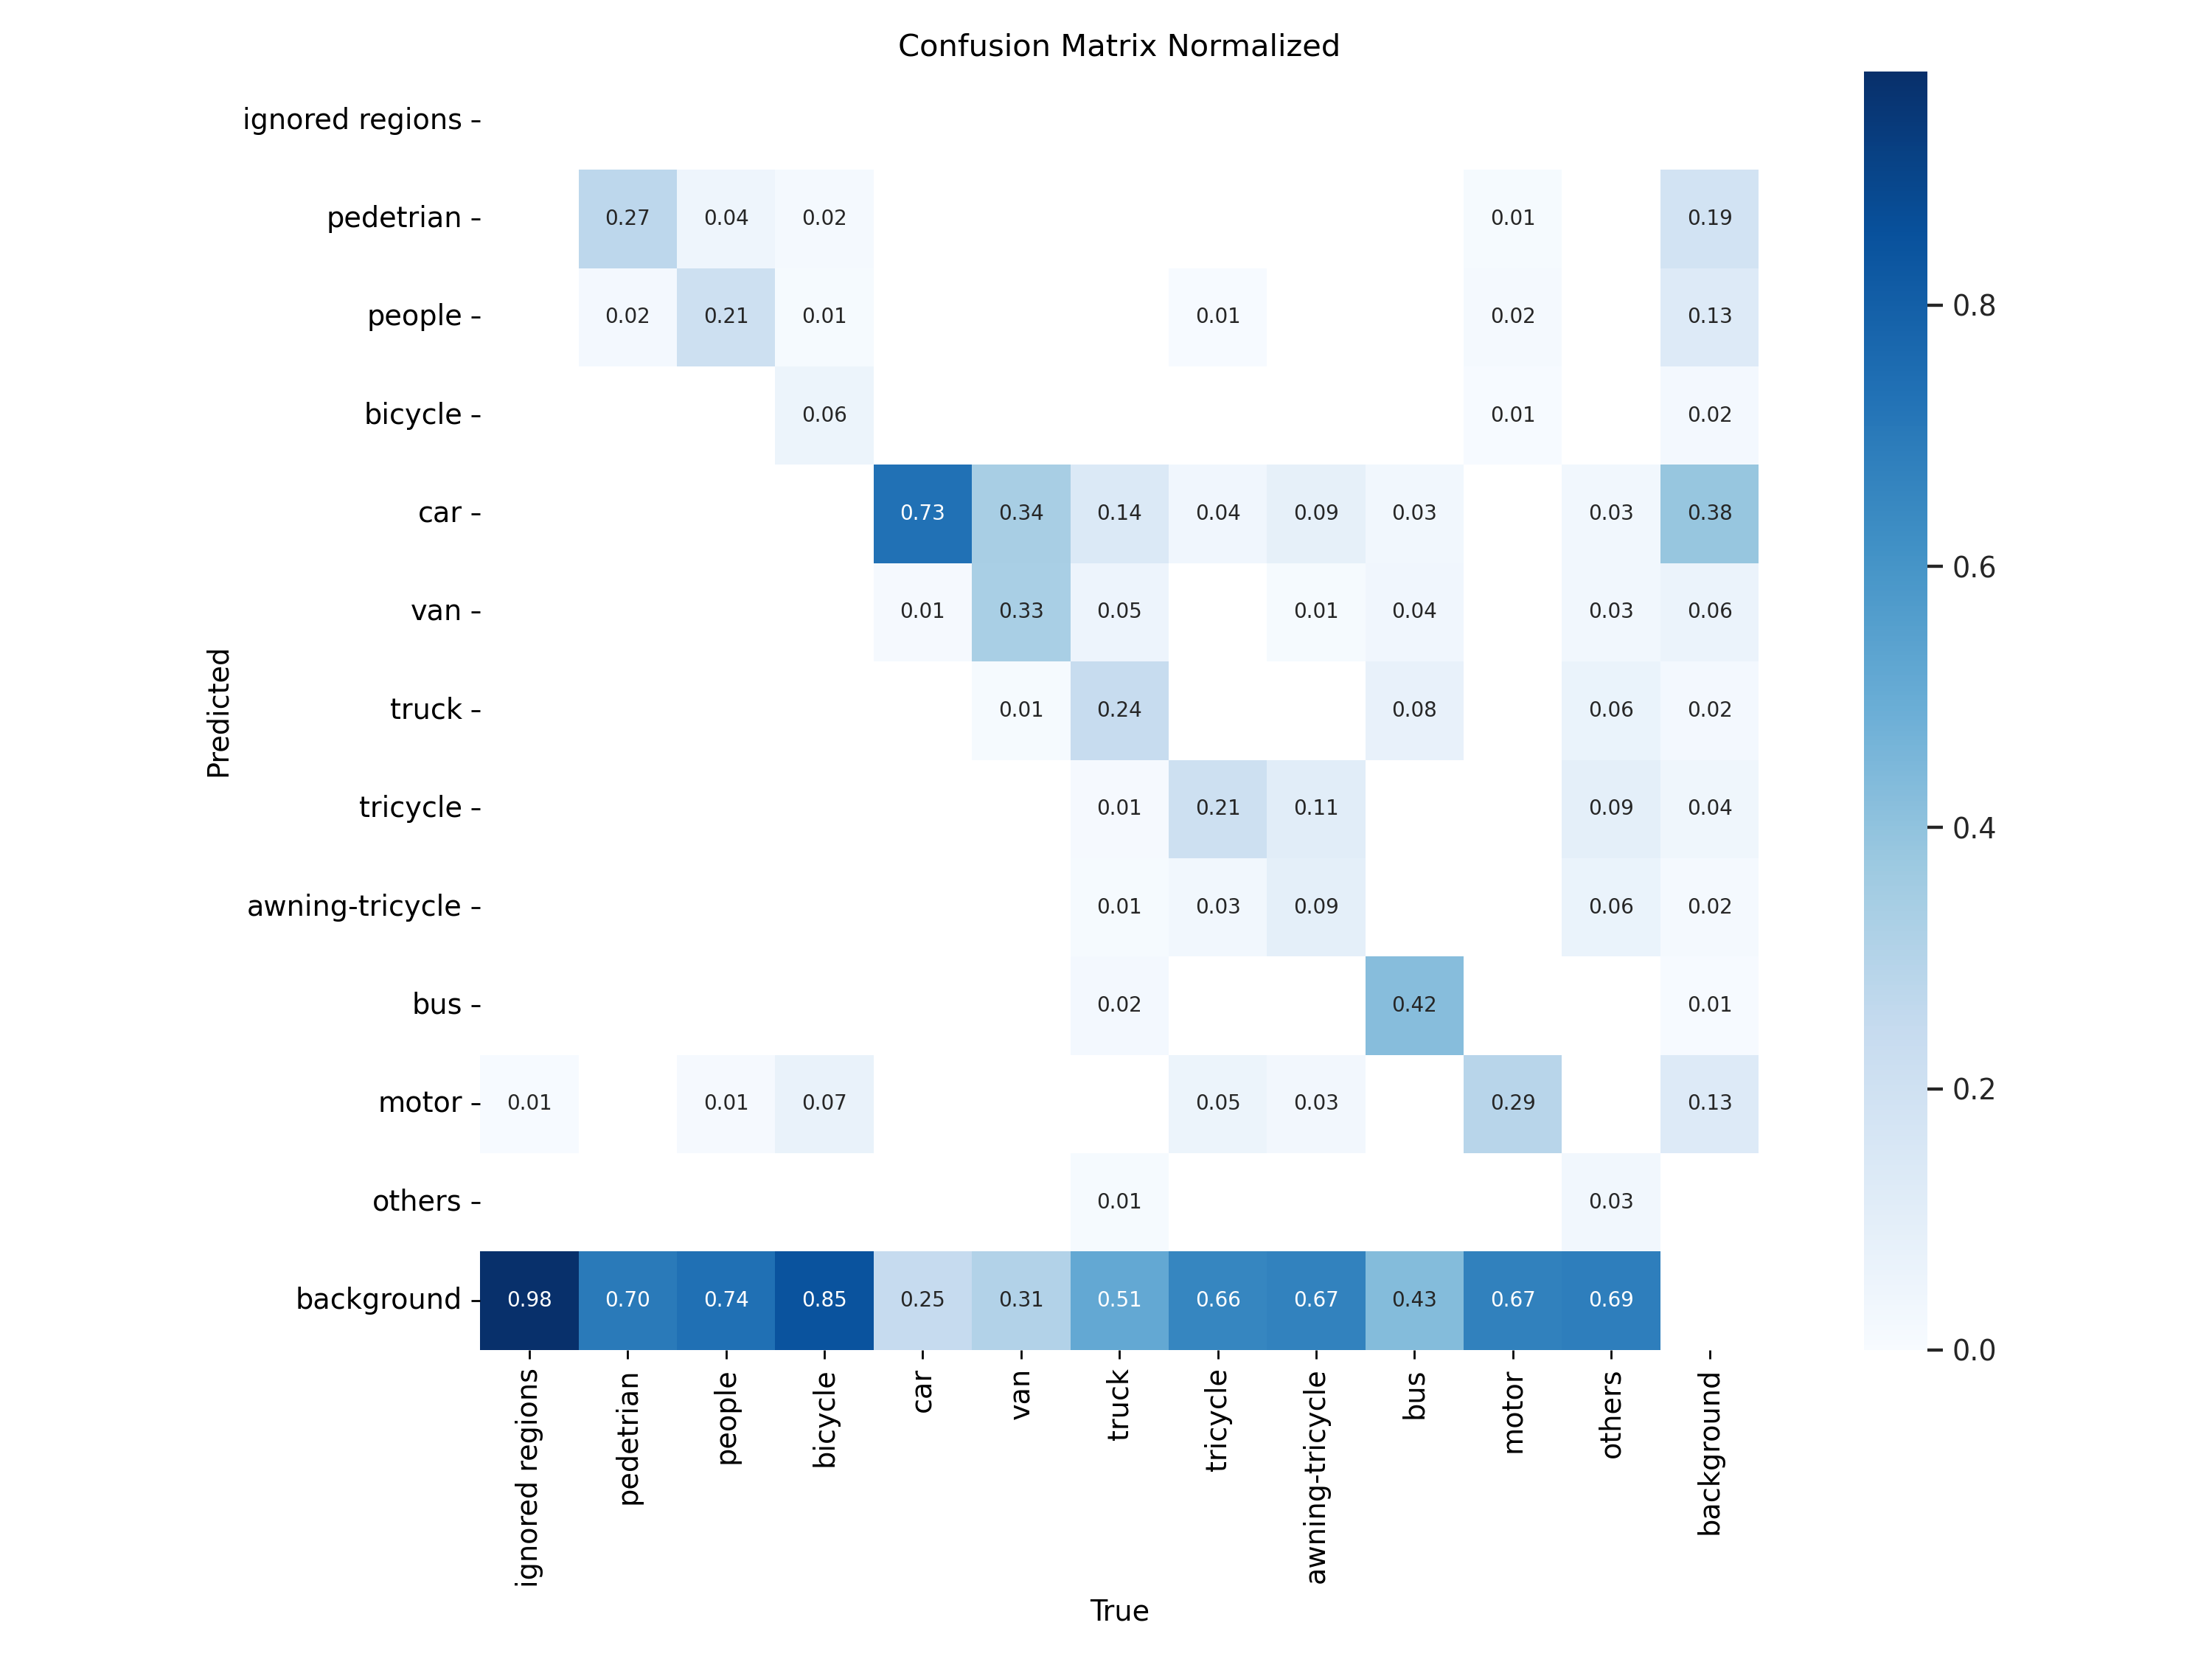 Confusion Matrix Normalized
ignored regions
pedetrian 0.27 0.04 0.02 0.01 0.19
people 0.02 0.21 0.01 0.01 0.02 0.13
bicycle 0.06 0.01 0.02
car 0.73 0.34 0.14 0.04 0.09 0.03 0.03 0.38
van 0.01 0.33 0.05 0.01 0.04 0.03 0.06
truck 0.01 0.24 0.08 0.06 0.02
tricycle 0.01 0.21 0.11 0.09 0.04
awning-tricycle 0.01 0.03 0.09 0.06 0.02
bus 0.02 0.42 0.01
motor 0.01 0.01 0.07 0.05 0.03 0.29 0.13
others 0.01 0.03
background 0.98 0.70 0.74 0.85 0.25 0.31 0.51 0.66 0.67 0.43 0.67 0.69
Predicted
ignored regions
pedetrian
people
bicycle
car
van
truck
tricycle
awning-tricycle
bus
motor
others
background
True
0.8
0.6
0.4
0.2
0.0